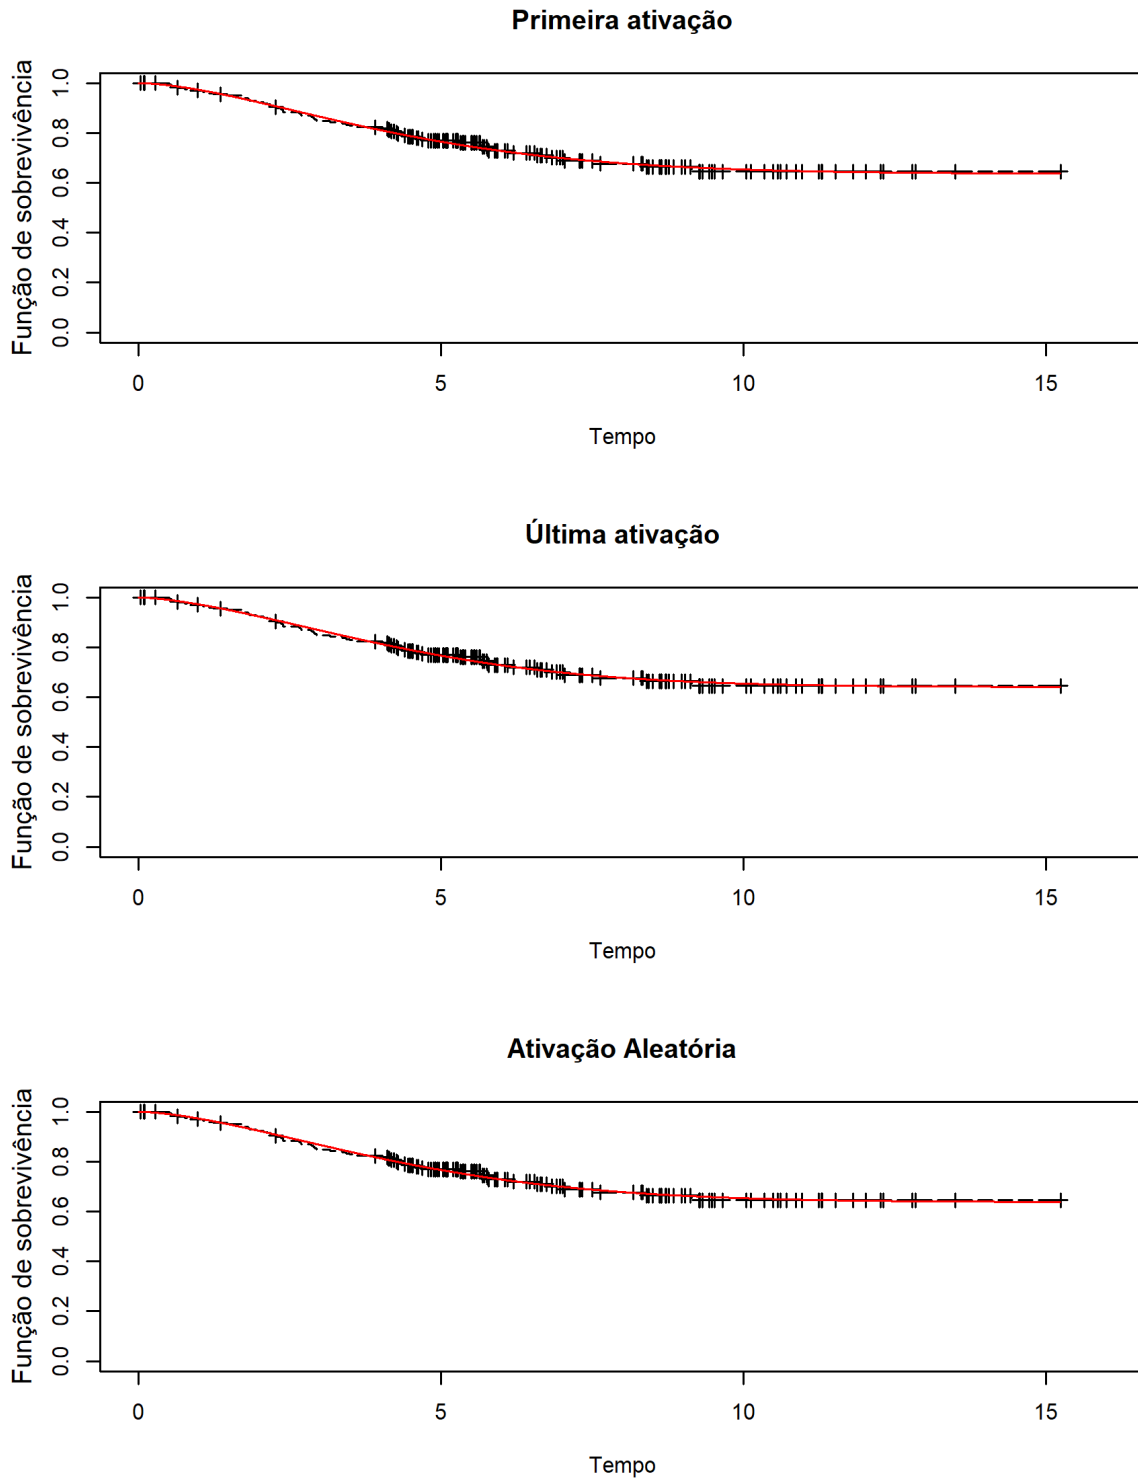 Primeira ativação
Função de sobrevivência
0.0 0.2 0.4 0.6 0.8 1.0
0 5 10 15
Tempo
Última ativação
Função de sobrevivência
0.0 0.2 0.4 0.6 0.8 1.0
0 5 10 15
Tempo
Ativação Aleatória
Função de sobrevivência
0.0 0.2 0.4 0.6 0.8 1.0
0 5 10 15
Tempo